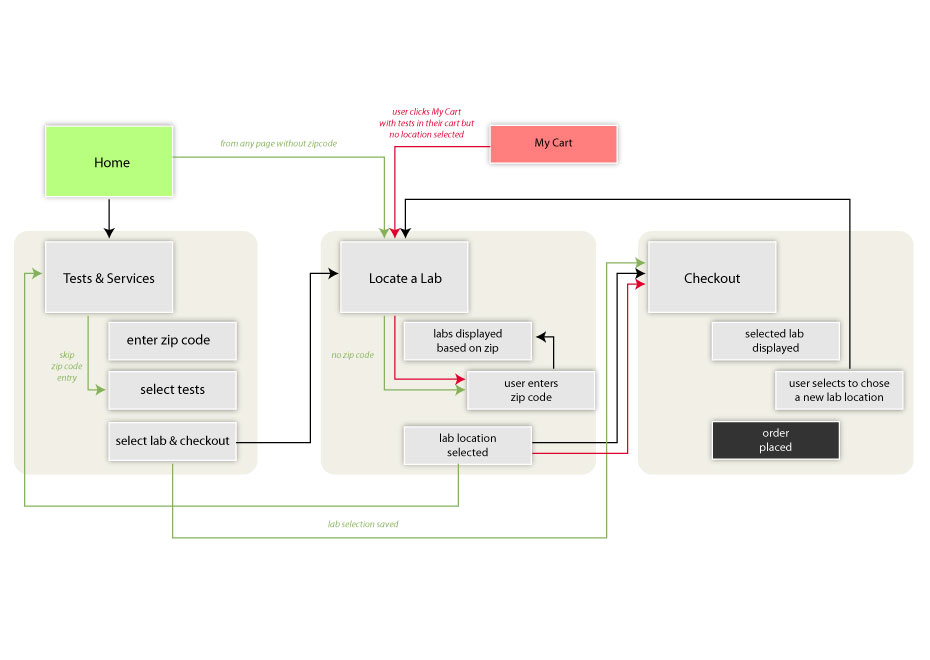 user clicks My Cart
with tests in their cart but
no location selected
Home
from any page without zipcode
My Cart
Tests & Services
enter zip code
skip
zip code
entry
select tests
select lab & checkout
Locate a Lab
labs displayed
based on zip
no zip code
user enters
zip code
lab location
selected
Checkout
selected lab
displayed
user selects to chose
a new lab location
order
placed
lab selection saved